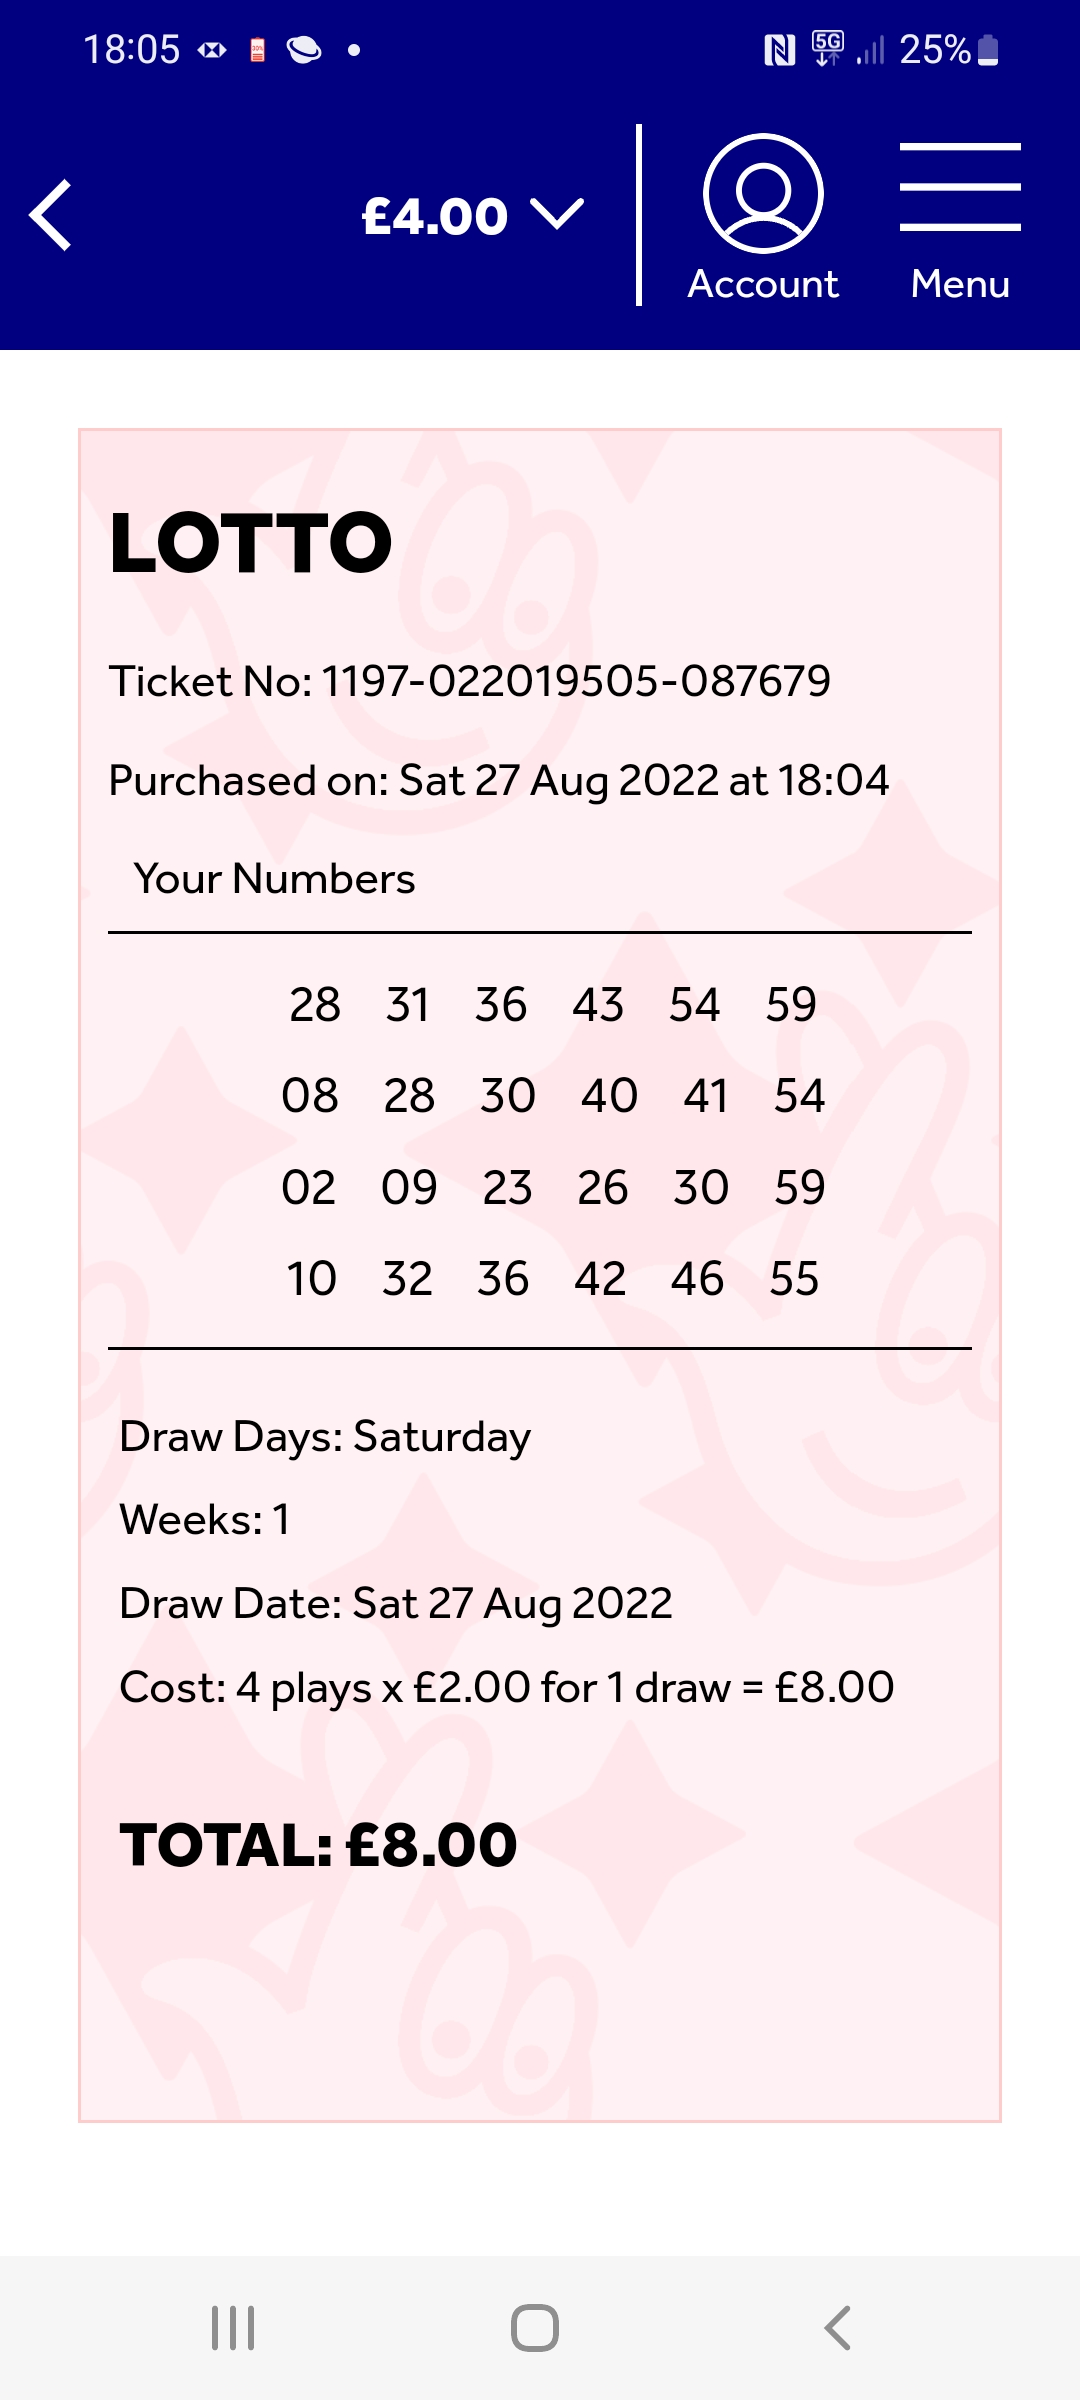 18:05 5G 25%
£4.00
Account Menu
LOTTO
Ticket No: 1197-022019505-087679
Purchased on: Sat 27 Aug 2022 at 18:04
Your Numbers
28 31 36 43 54 59
08 28 30 40 41 54
02 09 23 26 30 59
10 32 36 42 46 55
Draw Days: Saturday
Weeks: 1
Draw Date: Sat 27 Aug 2022
Cost: 4 plays x £2.00 for 1 draw = £8.00
TOTAL: £8.00